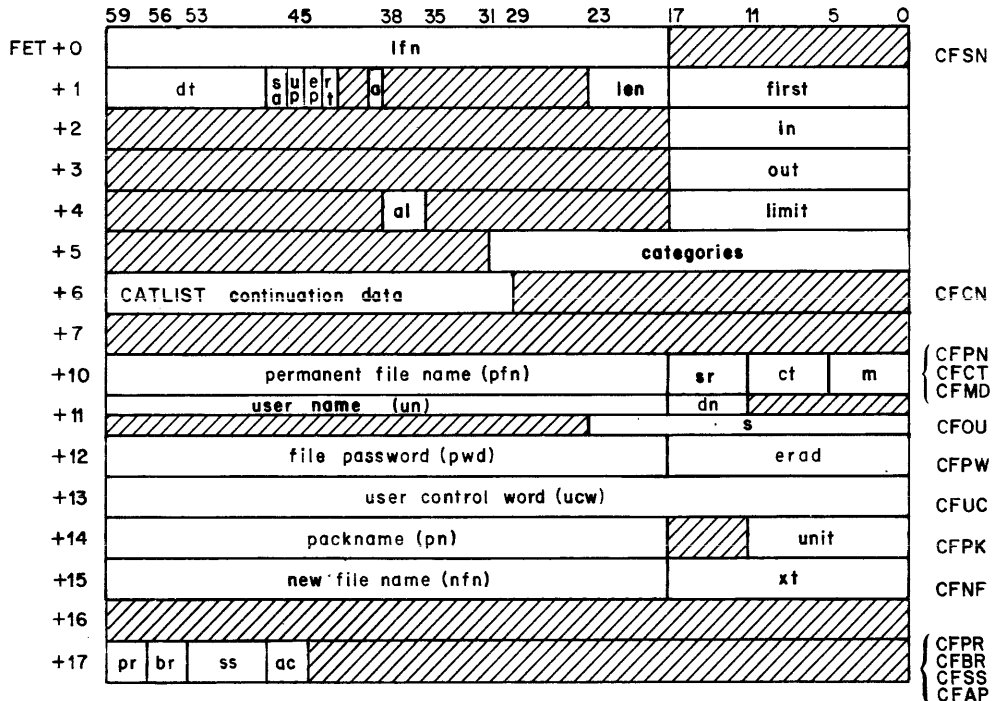 59 56 53 45 38 35 31 29 23 17 11 5 0
FET +0 lfn CFSN
+1 dt sa up ep rt a len first
+2 in
+3 out
+4 al limit
+5 categories
+6 CATLIST continuation data CFCN
+7
+10 permanent file name (pfn) sr ct m CFPN CFCT CFMD
+11 user name (un) dn
s CFOU
+12 file password (pwd) erad CFPW
+13 user control word (ucw) CFUC
+14 packname (pn) unit CFPK
+15 new file name (nfn) xt CFNF
+16
+17 pr br ss ac CFPR CFBR CFSS CFAP